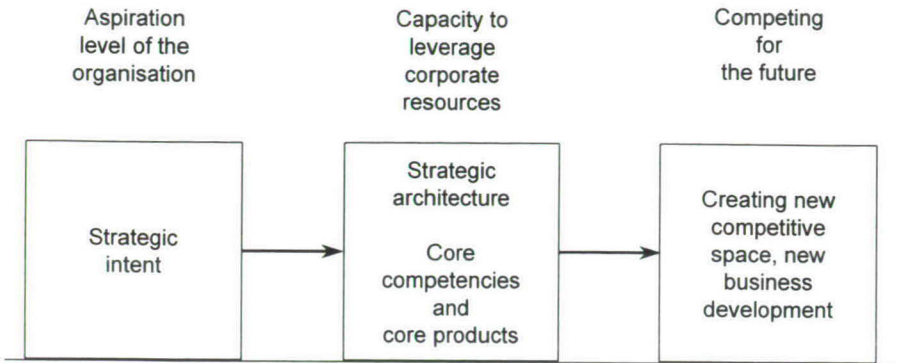 Aspiration
level of the
organisation
Capacity to
leverage
corporate
resources
Competing
for
the future
Strategic
intent
Strategic
architecture
Core
competencies
and
core products
Creating new
competitive
space, new
business
development